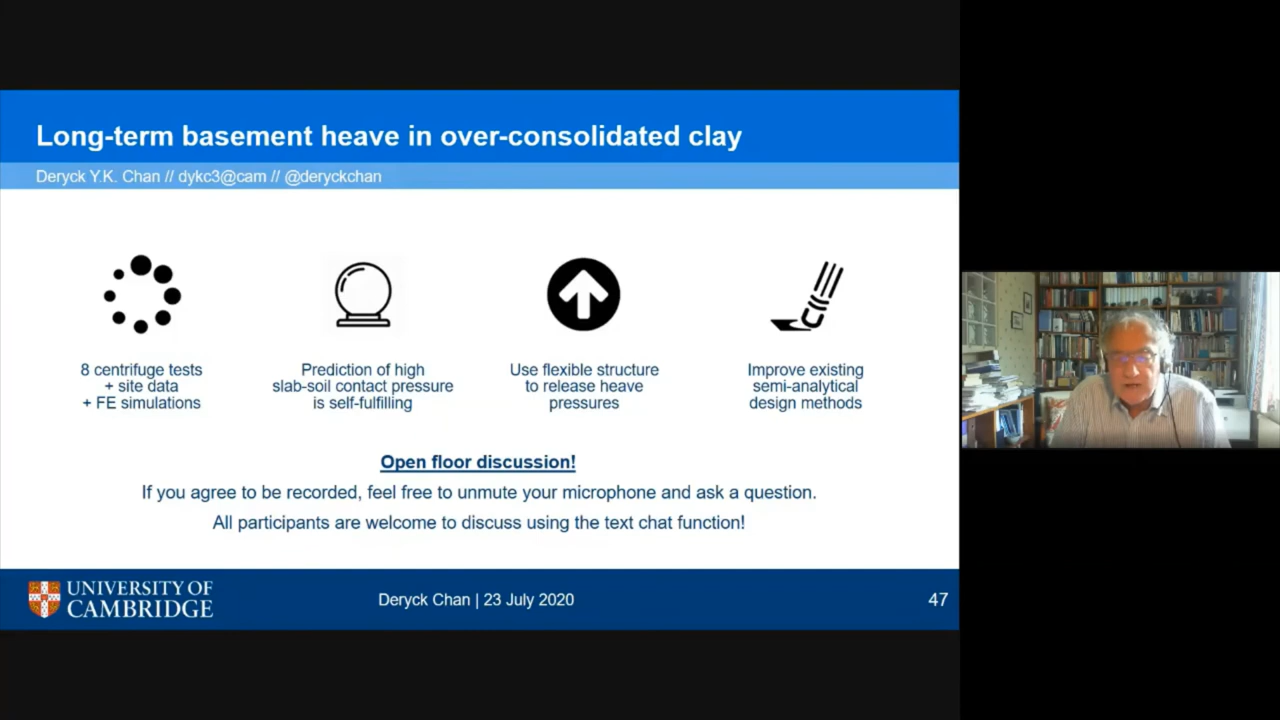 Long-term basement heave in over-consolidated clay
Deryck Y.K. Chan // dykc3@cam // @deryckchan
8 centrifuge tests
+ site data
+ FE simulations
Prediction of high
slab-soil contact pressure
is self-fulfilling
Use flexible structure
to release heave
pressures
Improve existing
semi-analytical
design methods
Open floor discussion!
If you agree to be recorded, feel free to unmute your microphone and ask a question.
All participants are welcome to discuss using the text chat function!
UNIVERSITY OF
CAMBRIDGE
Deryck Chan | 23 July 2020
47